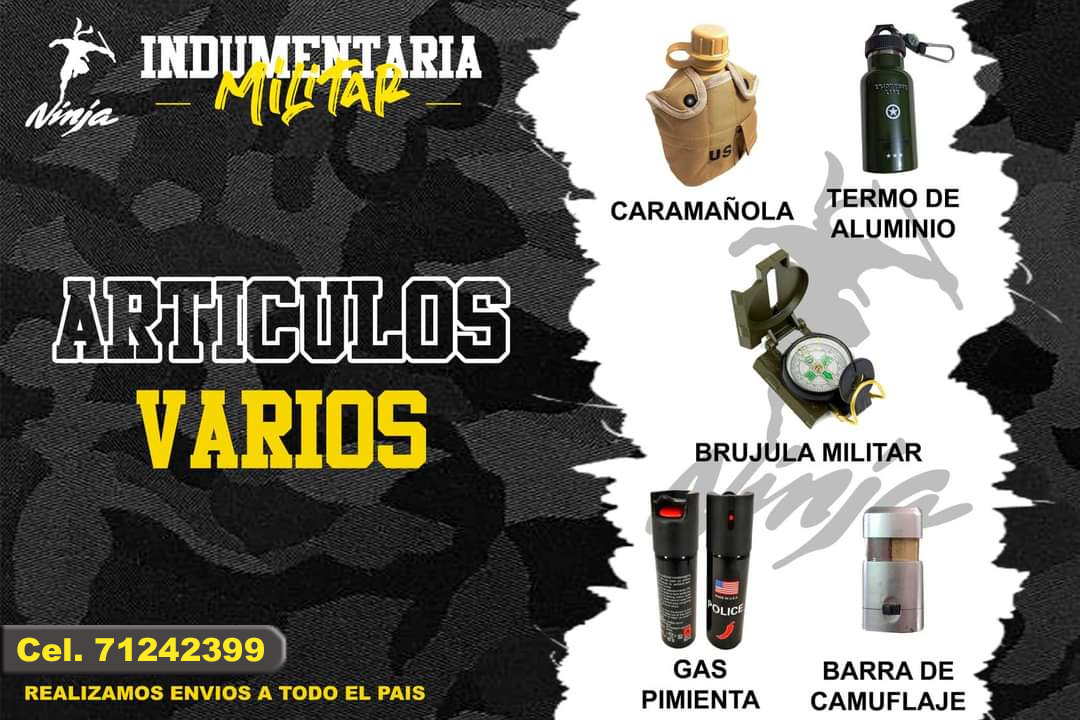 INDUMENTARIA
MiLiTAR
Ninja
ARTICULOS
VARIOS
Cel. 71242399
REALIZAMOS ENVIOS A TODO EL PAIS
US
CARAMAÑOLA
TERMO DE
ALUMINIO
BRUJULA MILITAR
Ninja
POLICE
GAS
PIMIENTA
BARRA DE
CAMUFLAJE